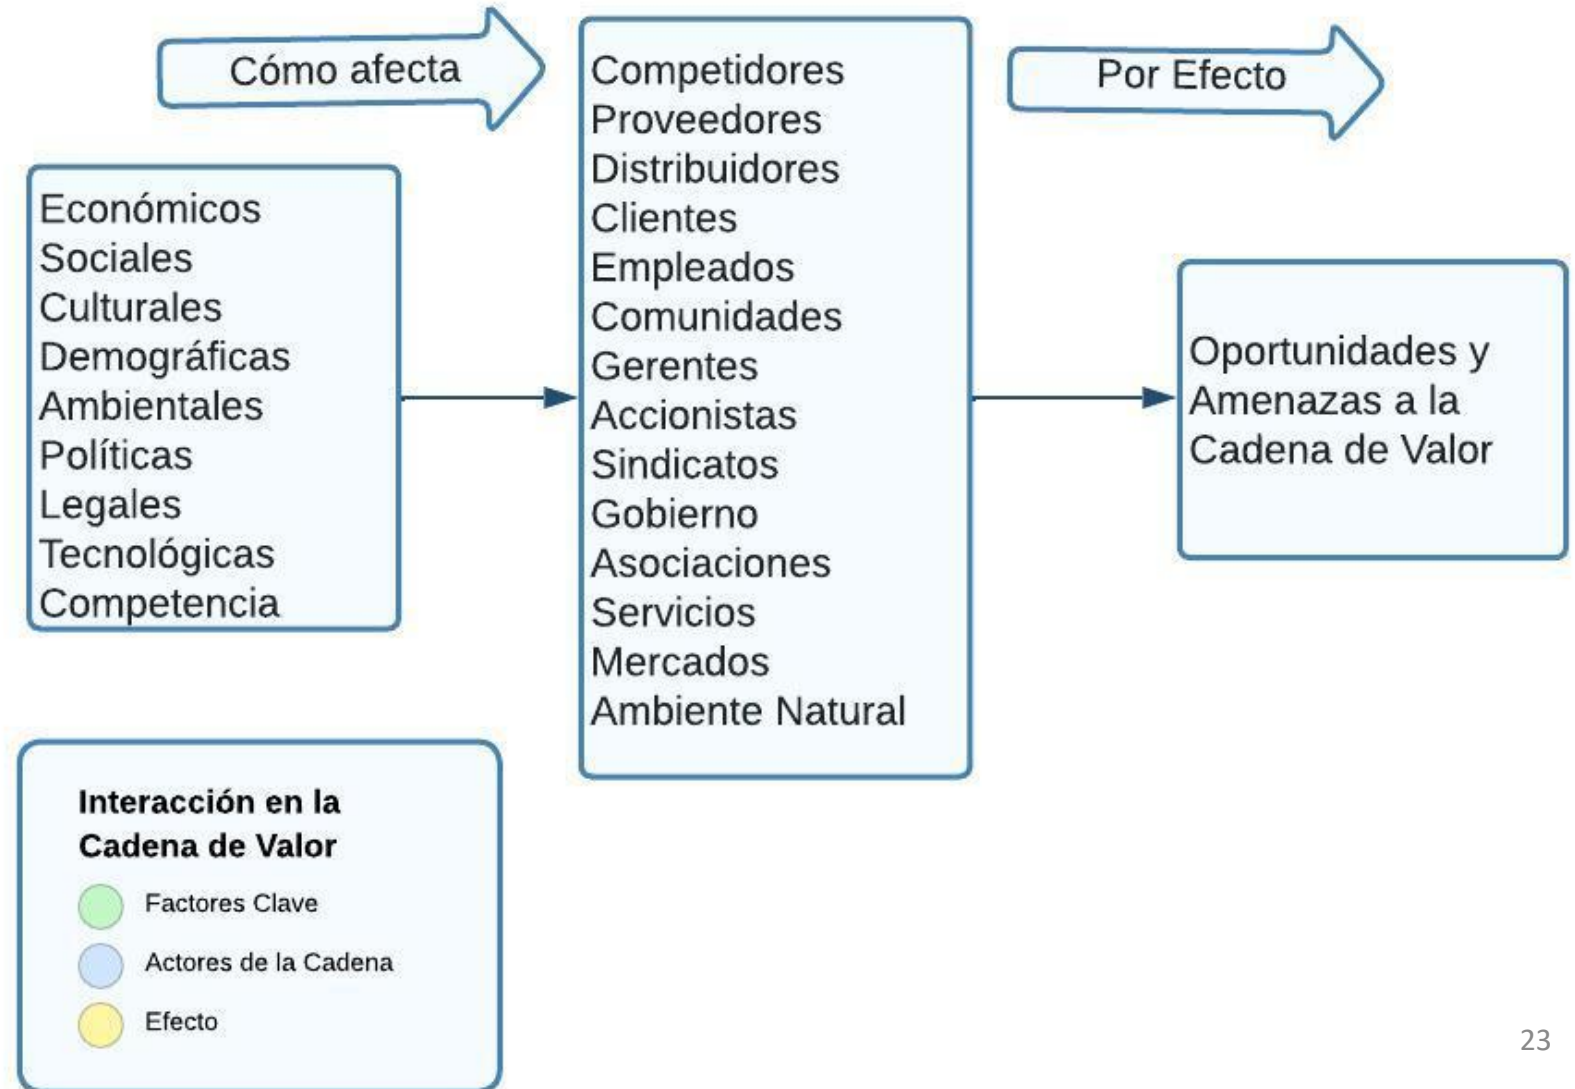 Cómo afecta
Por Efecto
Económicos
Sociales
Culturales
Demográficas
Ambientales
Políticas
Legales
Tecnológicas
Competencia
Competidores
Proveedores
Distribuidores
Clientes
Empleados
Comunidades
Gerentes
Accionistas
Sindicatos
Gobierno
Asociaciones
Servicios
Mercados
Ambiente Natural
Oportunidades y
Amenazas a la
Cadena de Valor
Interacción en la
Cadena de Valor
Factores Clave
Actores de la Cadena
Efecto
23